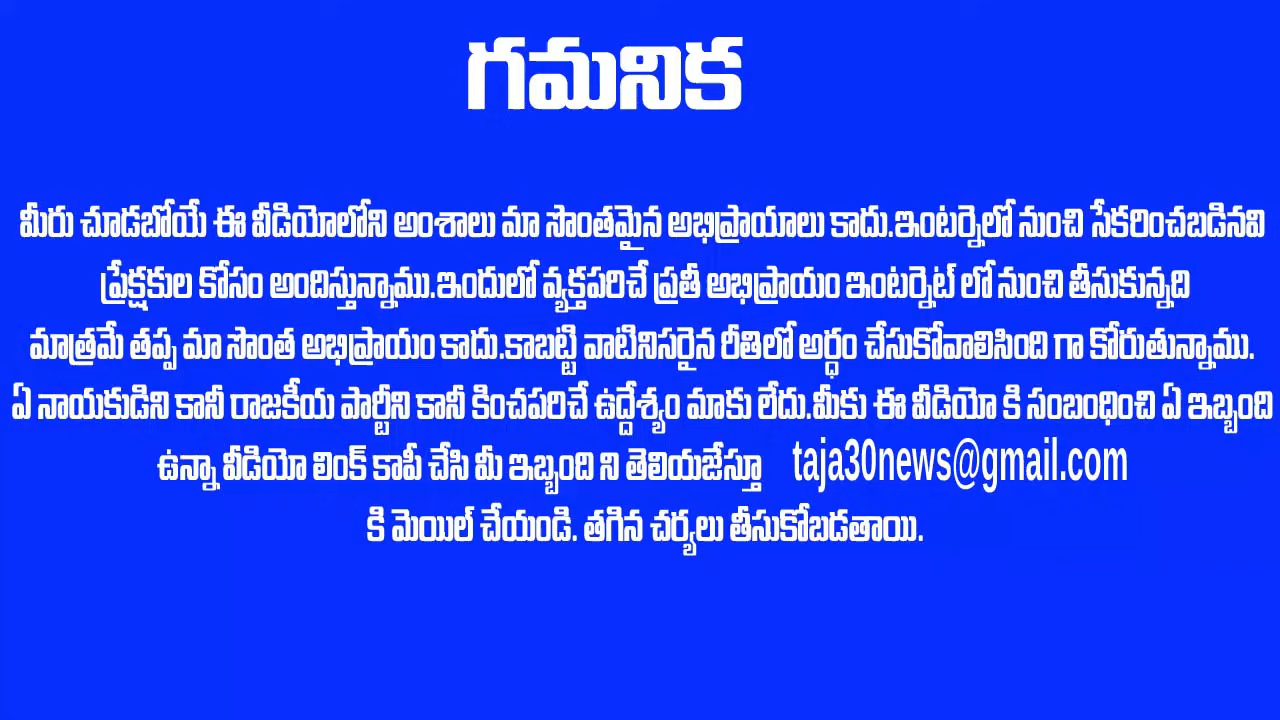 గమనిక
మీరు చూడబోయే ఈ వీడియోలోని అంశాలు మా సొంతమైన అభిప్రాయాలు కాదు.ఇంటర్నెలో నుంచి సేకరించబడినవి
ప్రేక్షకుల కోసం అందిస్తున్నాము.ఇందులో వ్యక్తపరిచే ప్రతీ అభిప్రాయం ఇంటర్నెట్ లో నుంచి తీసుకున్నది
మాత్రమే తప్ప మా సొంత అభిప్రాయం కాదు.కాబట్టి వాటినిసరైన రీతిలో అర్ధం చేసుకోవాలిసింది గా కోరుతున్నాము.
ఏ నాయకుడిని కానీ రాజకీయ పార్టీని కానీ కించపరిచే ఉద్దేశ్యం మాకు లేదు.మీకు ఈ వీడియో కి సంబంధించి ఏ ఇబ్బంది
ఉన్నా వీడియో లింక్ కాపీ చేసి మీ ఇబ్బంది ని తెలియజేస్తూ taja30news@gmail.com
కి మెయిల్ చేయండి. తగిన చర్యలు తీసుకోబడతాయి.